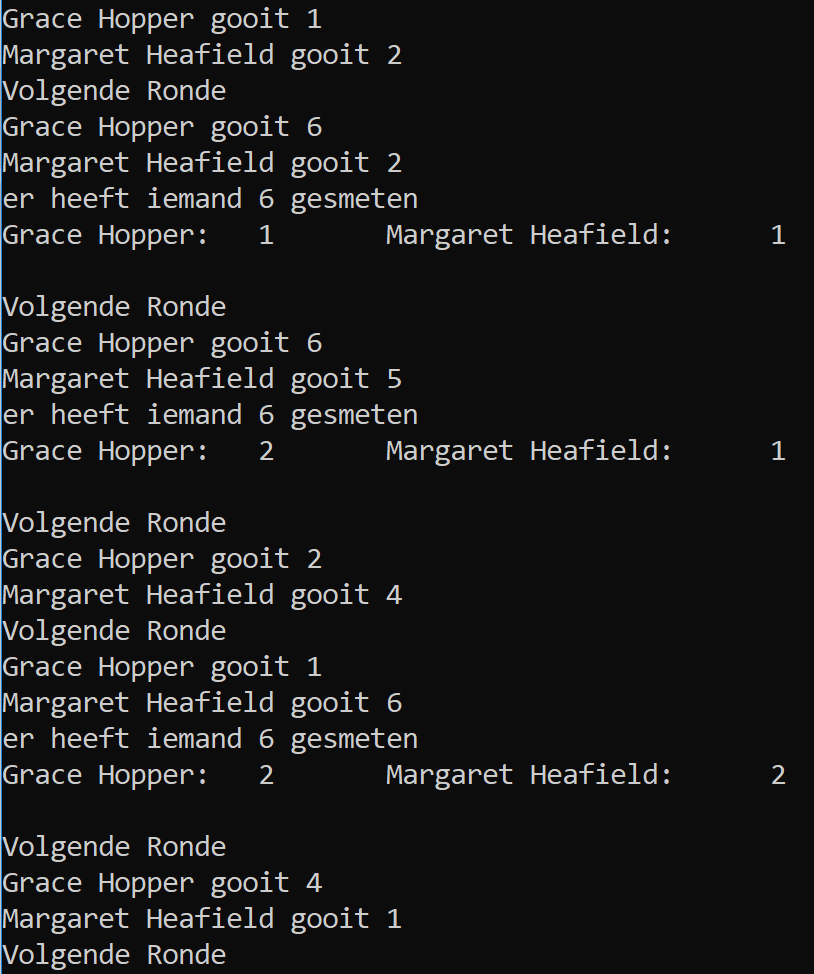 Grace Hopper gooit 1
Margaret Heafield gooit 2
Volgende Ronde
Grace Hopper gooit 6
Margaret Heafield gooit 2
er heeft iemand 6 gesmeten
Grace Hopper:   1       Margaret Heafield:      1

Volgende Ronde
Grace Hopper gooit 6
Margaret Heafield gooit 5
er heeft iemand 6 gesmeten
Grace Hopper:   2       Margaret Heafield:      1

Volgende Ronde
Grace Hopper gooit 2
Margaret Heafield gooit 4
Volgende Ronde
Grace Hopper gooit 1
Margaret Heafield gooit 6
er heeft iemand 6 gesmeten
Grace Hopper:   2       Margaret Heafield:      2

Volgende Ronde
Grace Hopper gooit 4
Margaret Heafield gooit 1
Volgende Ronde